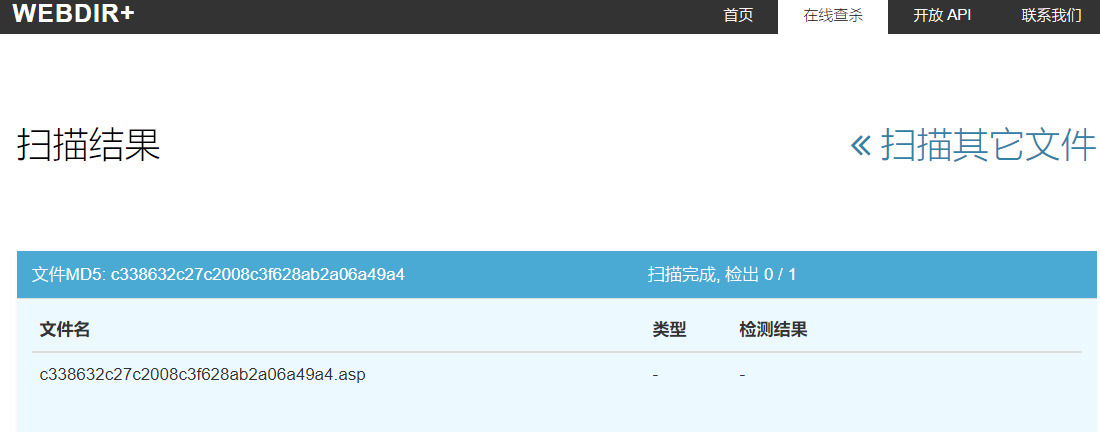 WEBDIR+ 首页 在线查杀 开放 API 联系我们
扫描结果 « 扫描其它文件
文件MD5: c338632c27c2008c3f628ab2a06a49a4 扫描完成, 检出 0 / 1
文件名 类型 检测结果
c338632c27c2008c3f628ab2a06a49a4.asp - -